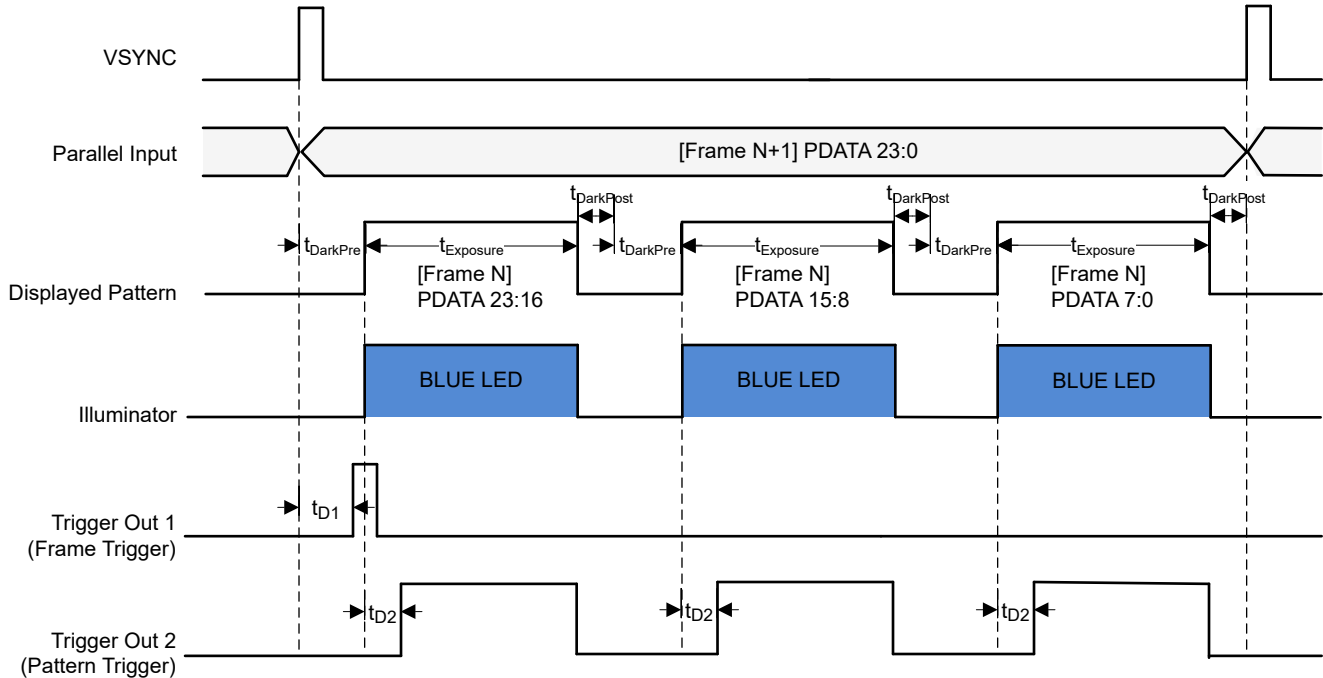 VSYNC
Parallel Input
[Frame N+1] PDATA 23:0
tDarkPost
tDarkPost
tDarkPost
tDarkPre
tExposure
tDarkPre
tExposure
tDarkPre
tExposure
Displayed Pattern
[Frame N]
PDATA 23:16
[Frame N]
PDATA 15:8
[Frame N]
PDATA 7:0
BLUE LED
BLUE LED
BLUE LED
Illuminator
tD1
Trigger Out 1
(Frame Trigger)
tD2
tD2
tD2
Trigger Out 2
(Pattern Trigger)